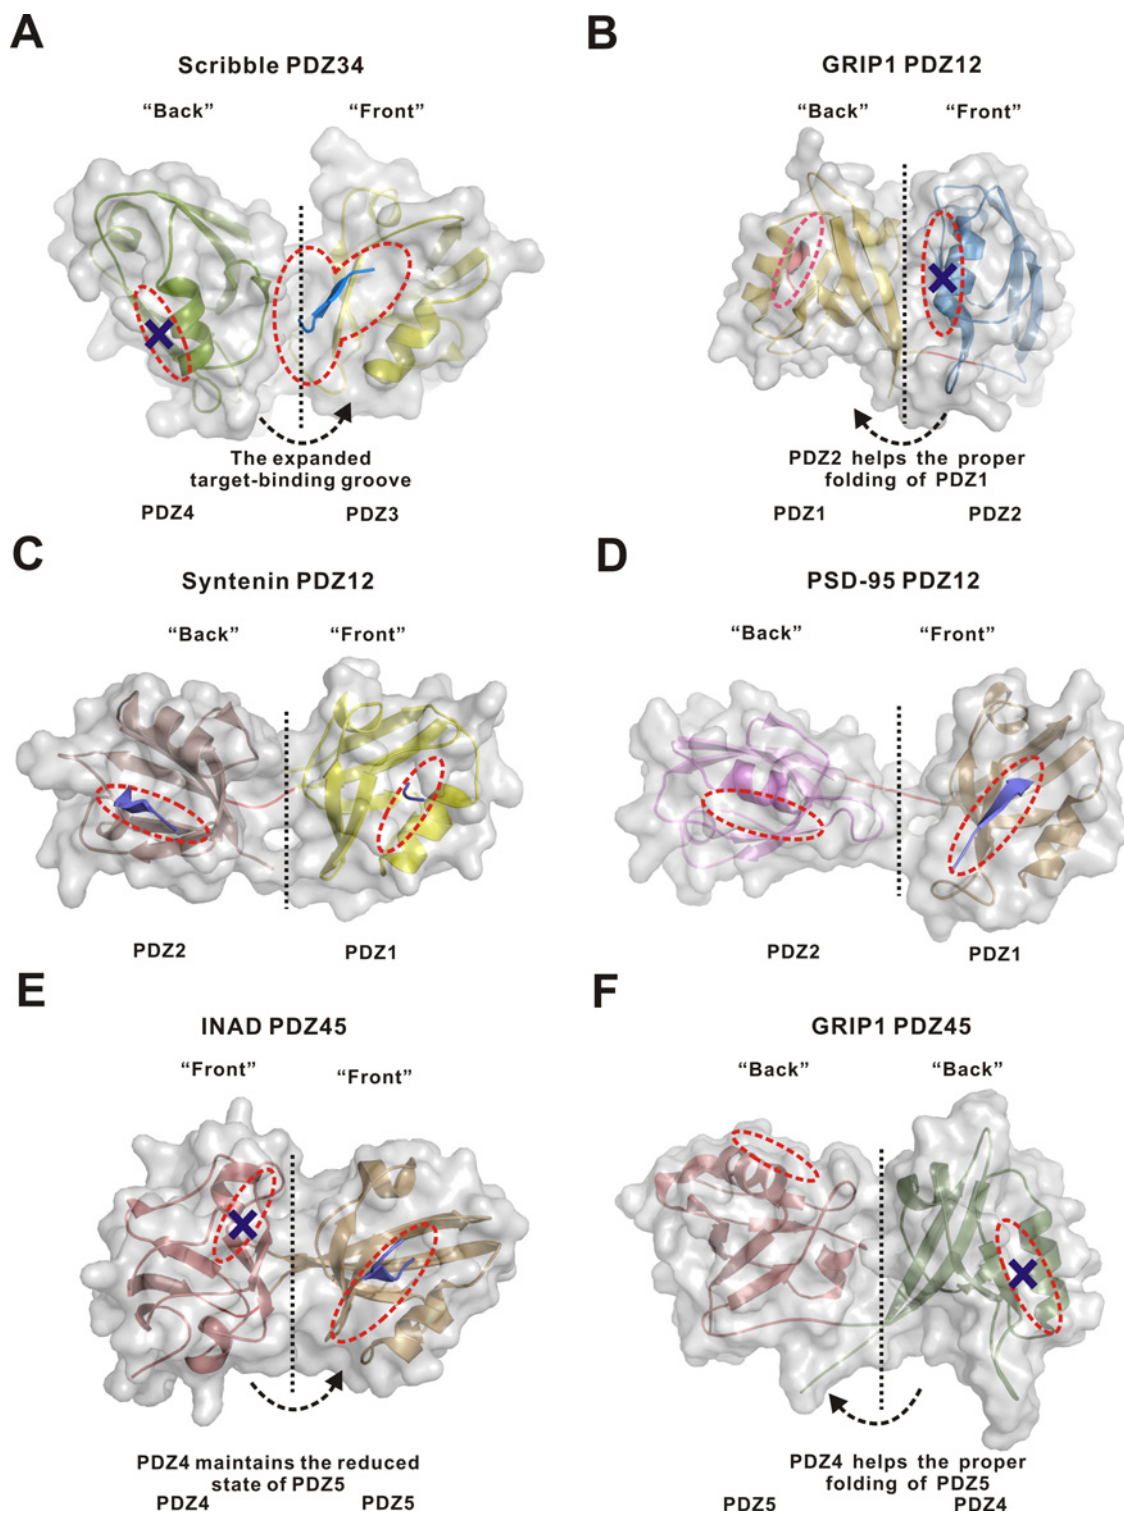 A
Scribble PDZ34
“Back” “Front”
The expanded
target-binding groove
PDZ4 PDZ3
B
GRIP1 PDZ12
“Back” “Front”
PDZ2 helps the proper
folding of PDZ1
PDZ1 PDZ2
C
Syntenin PDZ12
“Back” “Front”
PDZ2 PDZ1
D
PSD-95 PDZ12
“Back” “Front”
PDZ2 PDZ1
E
INAD PDZ45
“Front” “Front”
PDZ4 maintains the reduced
state of PDZ5
PDZ4 PDZ5
F
GRIP1 PDZ45
“Back” “Back”
PDZ4 helps the proper
folding of PDZ5
PDZ5 PDZ4